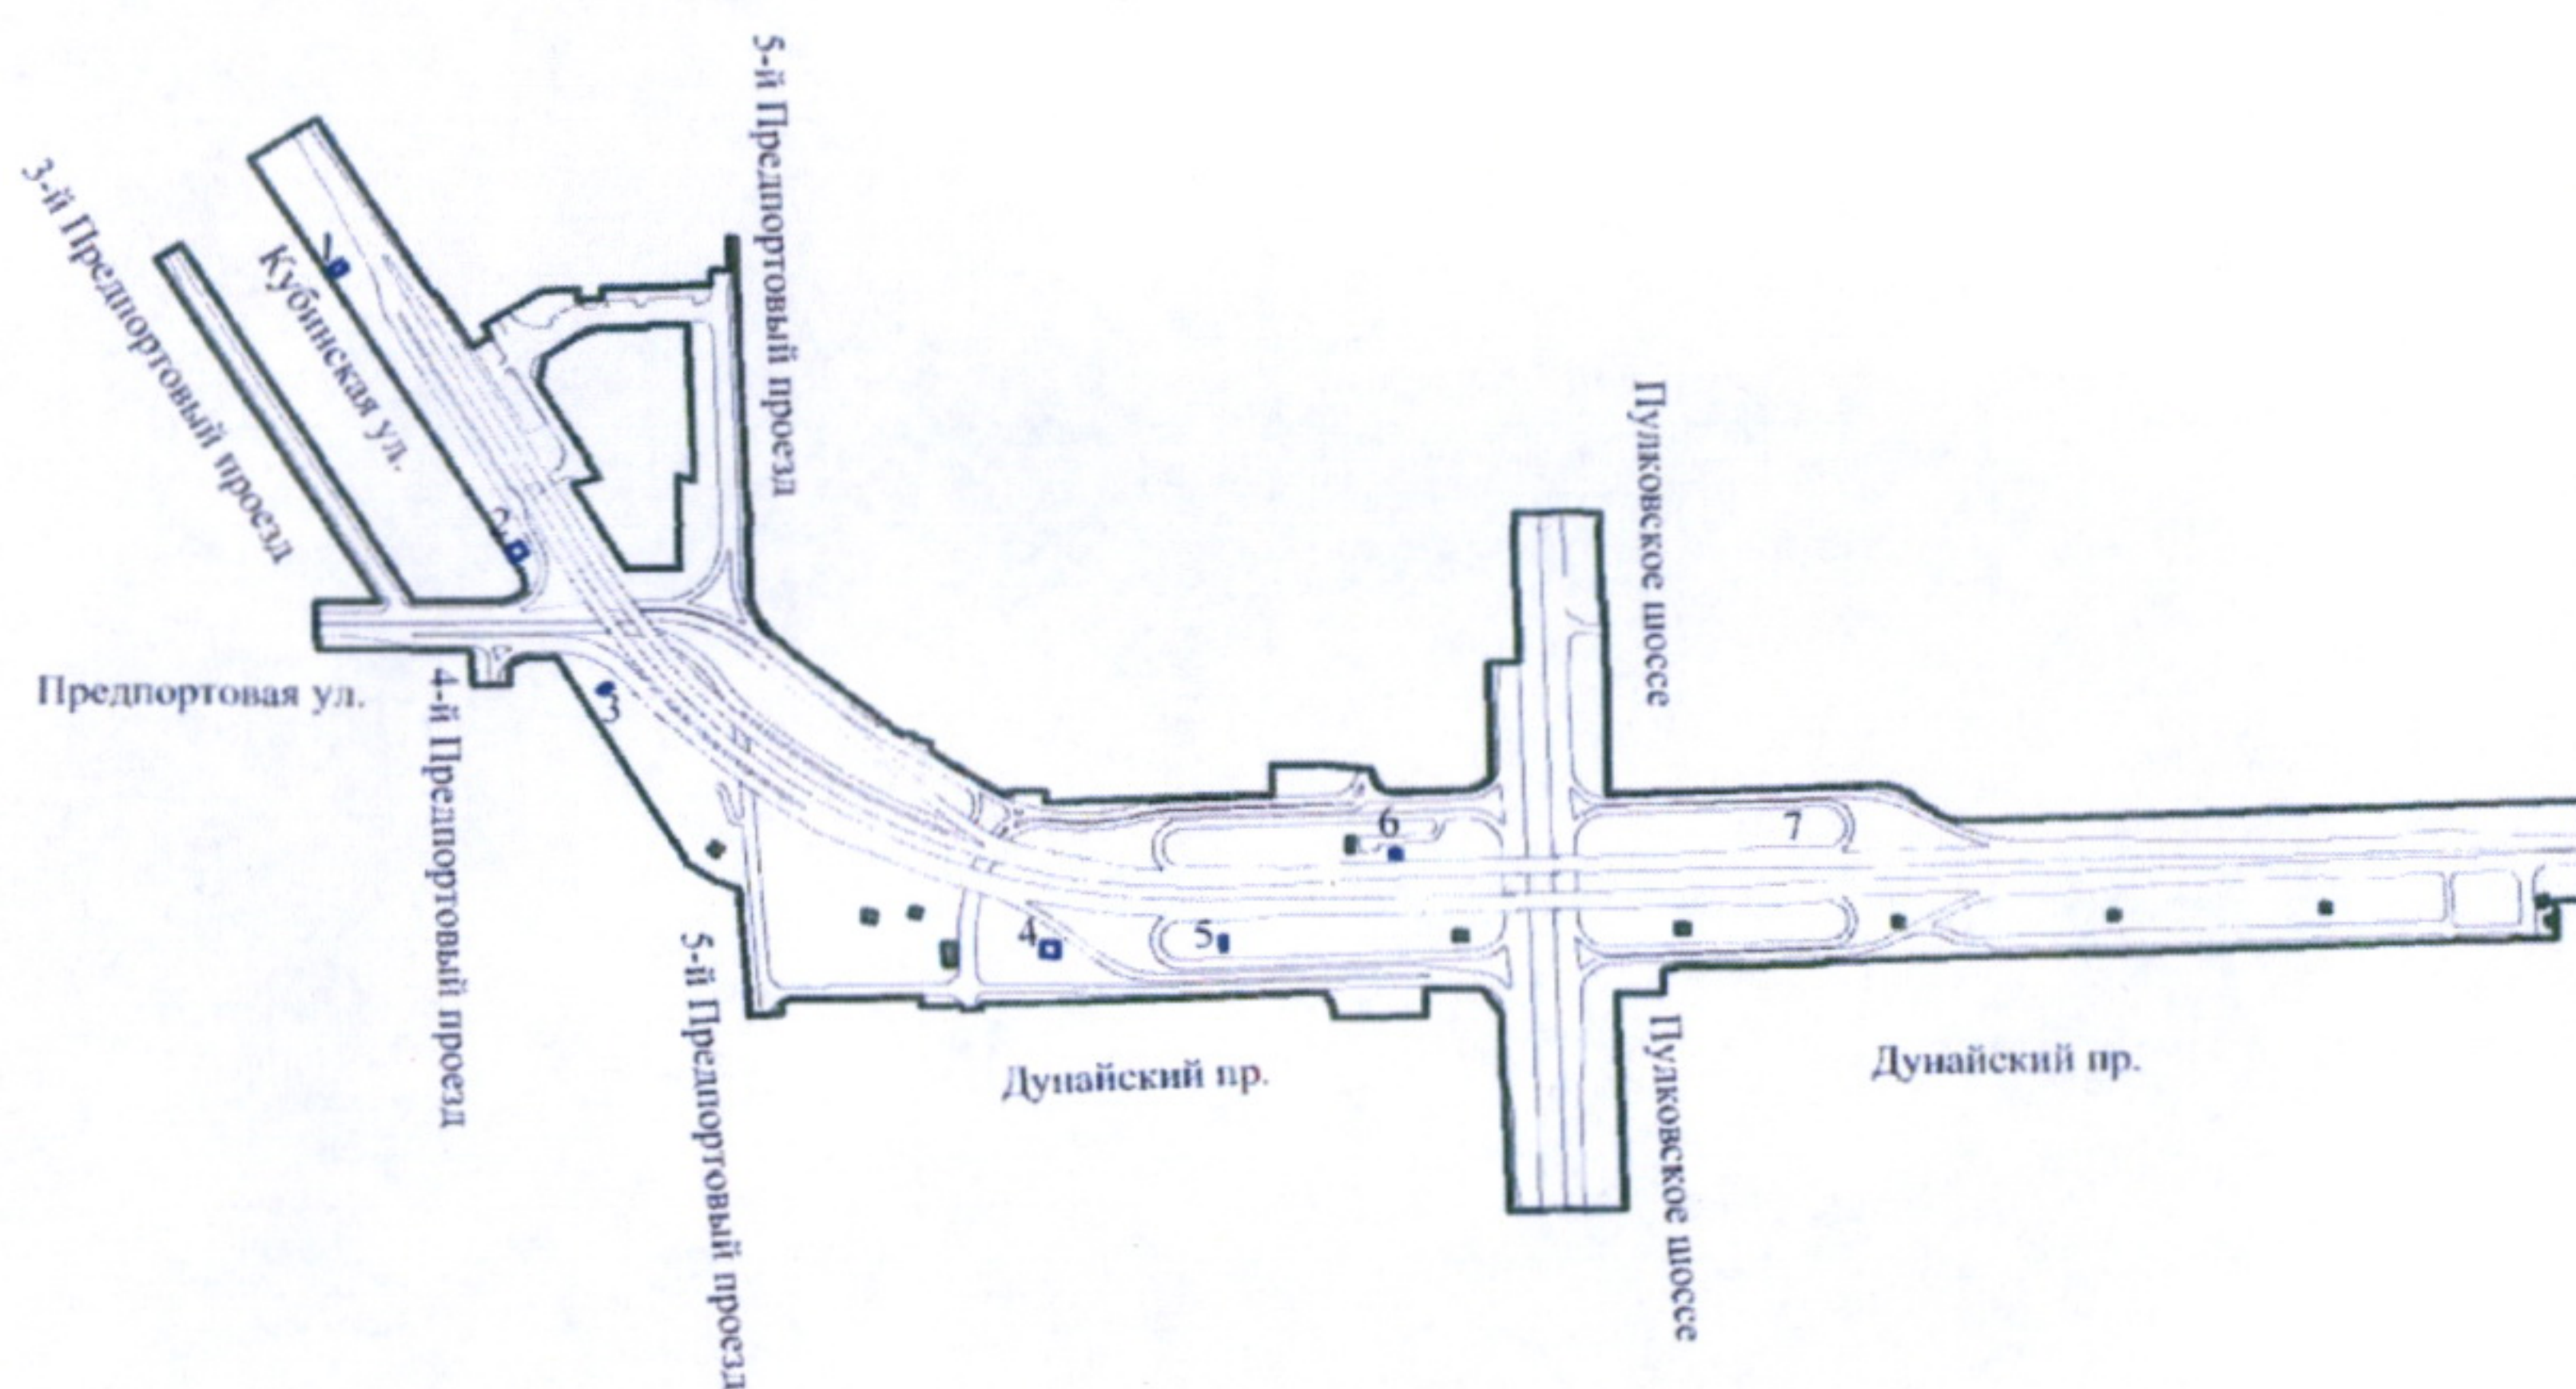 5-й Предпортовый проезд
3-й Предпортовый проезд
Кубинская ул.
Пулковское шоссе
2
Предпортовая ул.
4-й Предпортовый проезд
3
6
7
4
5
5-й Предпортовый проезд
Дунайский пр.
Пулковское шоссе
Дунайский пр.